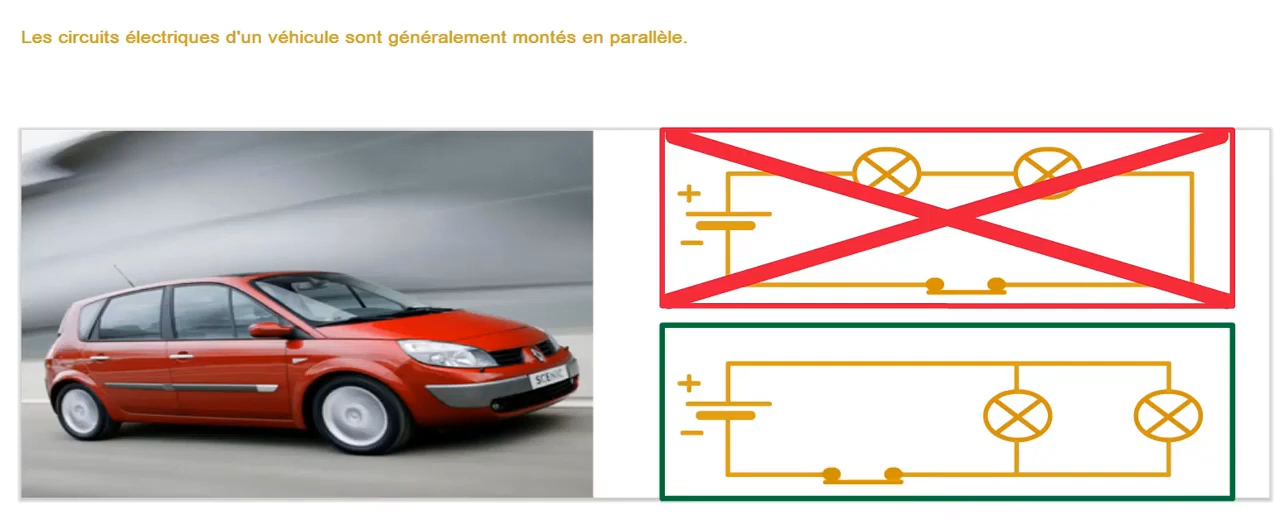 Les circuits électriques d'un véhicule sont généralement montés en parallèle.
SCENIC
+
−
+
−